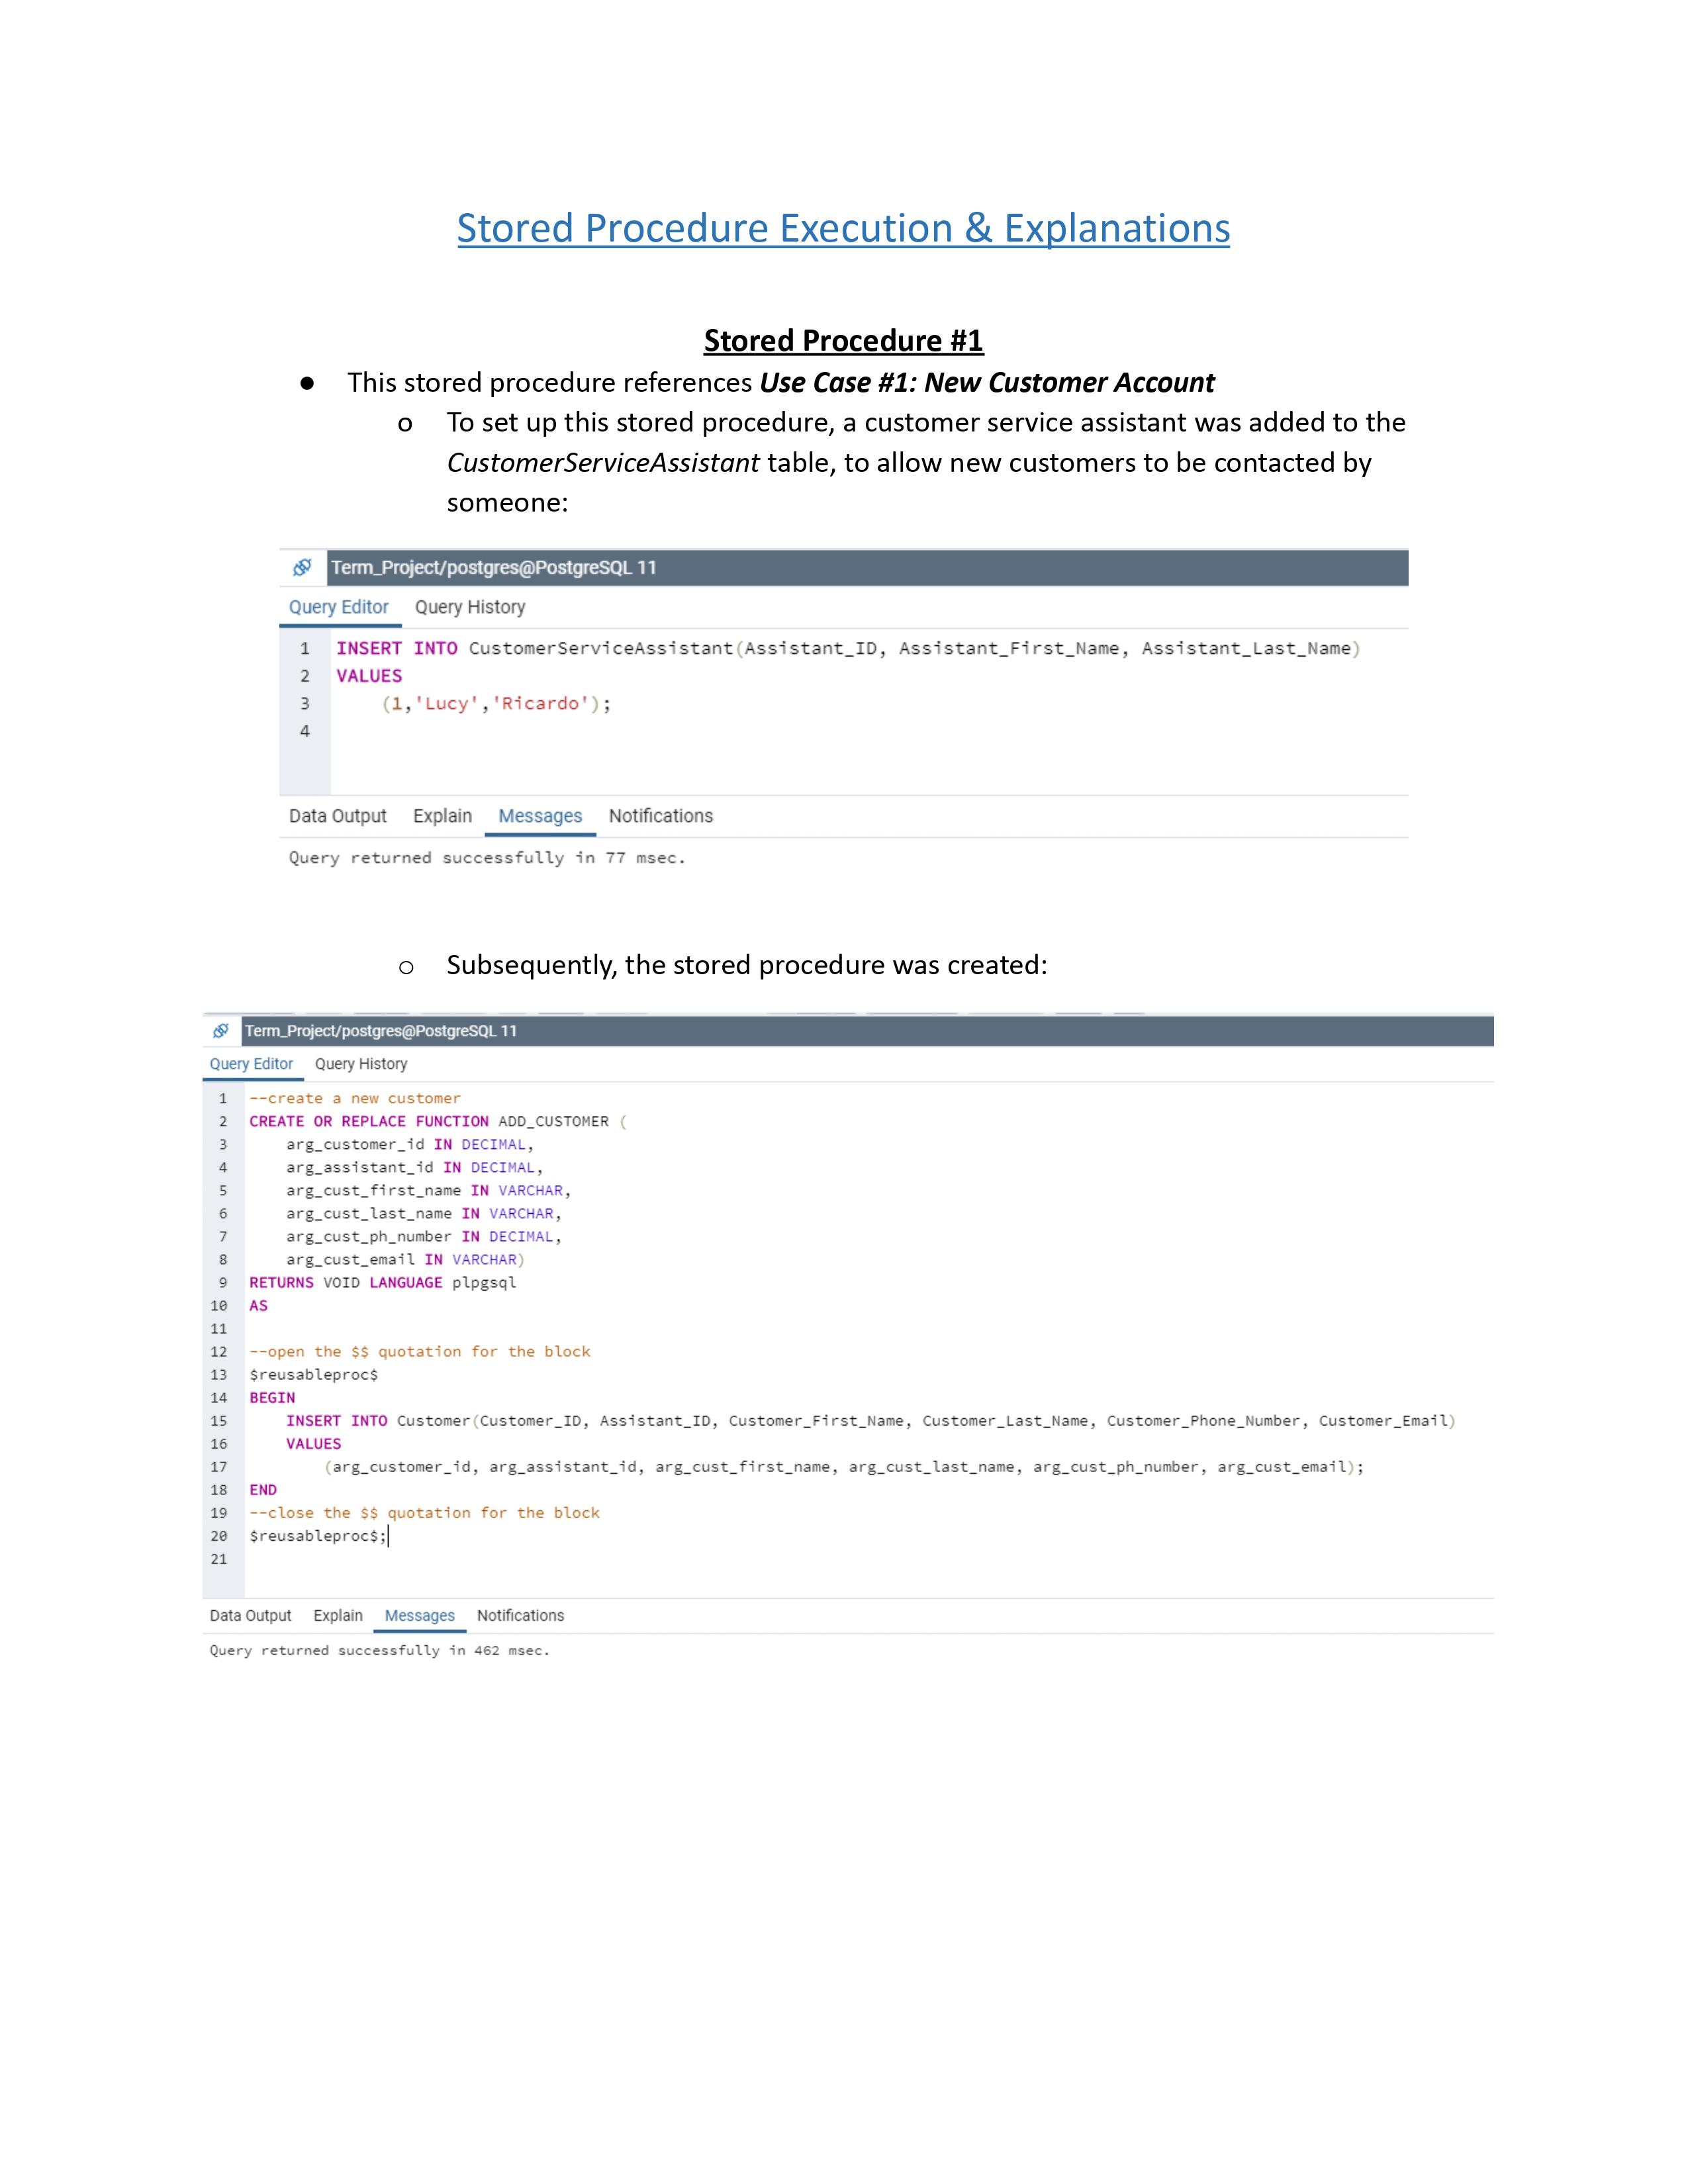 Stored Procedure Execution & Explanations
Stored Procedure #1
● This stored procedure references Use Case #1: New Customer Account
o To set up this stored procedure, a customer service assistant was added to the
CustomerServiceAssistant table, to allow new customers to be contacted by
someone:
Term_Project/postgres@PostgreSQL 11
Query Editor Query History
1 INSERT INTO CustomerServiceAssistant(Assistant_ID, Assistant_First_Name, Assistant_Last_Name)
2 VALUES
3 (1,'Lucy','Ricardo');
4
Data Output Explain Messages Notifications
Query returned successfully in 77 msec.
o Subsequently, the stored procedure was created:
Term_Project/postgres@PostgreSQL 11
Query Editor Query History
1 --create a new customer
2 CREATE OR REPLACE FUNCTION ADD_CUSTOMER (
3 arg_customer_id IN DECIMAL,
4 arg_assistant_id IN DECIMAL,
5 arg_cust_first_name IN VARCHAR,
6 arg_cust_last_name IN VARCHAR,
7 arg_cust_ph_number IN DECIMAL,
8 arg_cust_email IN VARCHAR)
9 RETURNS VOID LANGUAGE plpgsql
10 AS
11
12 --open the $$ quotation for the block
13 $reusableproc$
14 BEGIN
15 INSERT INTO Customer(Customer_ID, Assistant_ID, Customer_First_Name, Customer_Last_Name, Customer_Phone_Number, Customer_Email)
16 VALUES
17 (arg_customer_id, arg_assistant_id, arg_cust_first_name, arg_cust_last_name, arg_cust_ph_number, arg_cust_email);
18 END
19 --close the $$ quotation for the block
20 $reusableproc$;
21
Data Output Explain Messages Notifications
Query returned successfully in 462 msec.